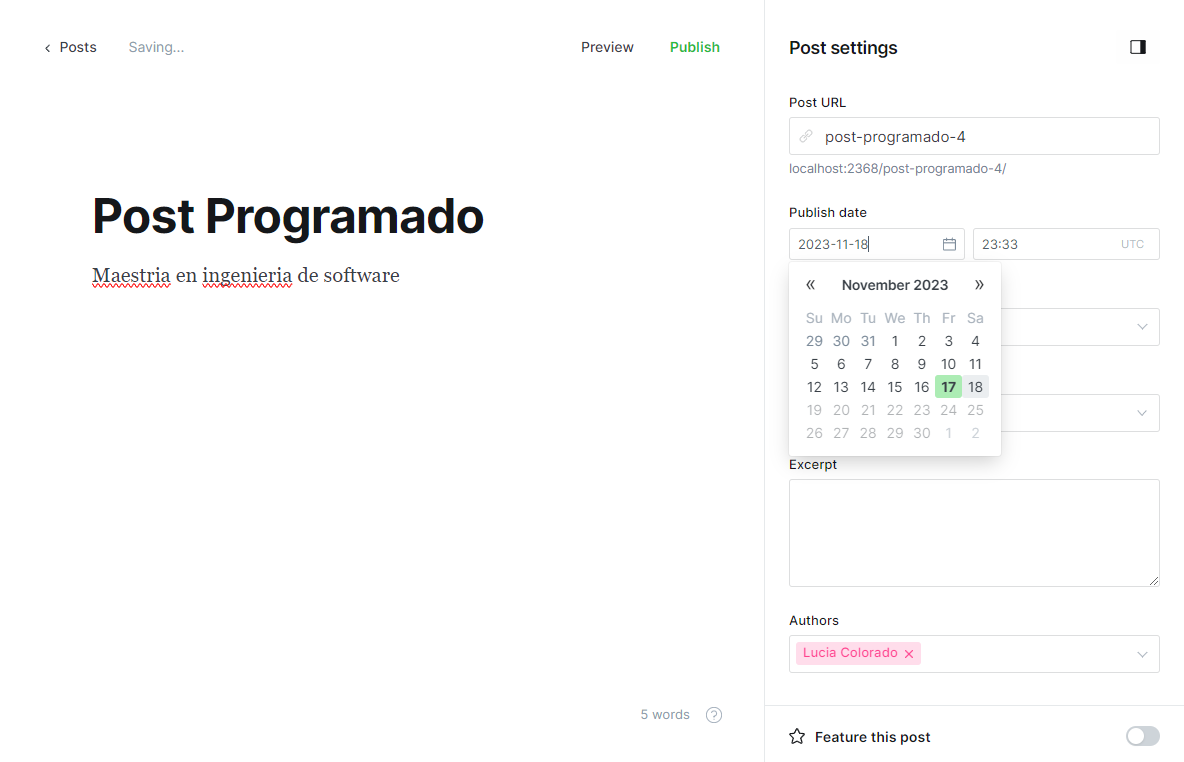 ‹ Posts Saving... Preview Publish
Post Programado
Maestria en ingenieria de software
5 words ?
Post settings
Post URL
post-programado-4
localhost:2368/post-programado-4/
Publish date
2023-11-18 23:33 UTC
« November 2023 »
Su Mo Tu We Th Fr Sa
29 30 31 1 2 3 4
5 6 7 8 9 10 11
12 13 14 15 16 17 18
19 20 21 22 23 24 25
26 27 28 29 30 1 2
Excerpt
Authors
Lucia Colorado ×
Feature this post